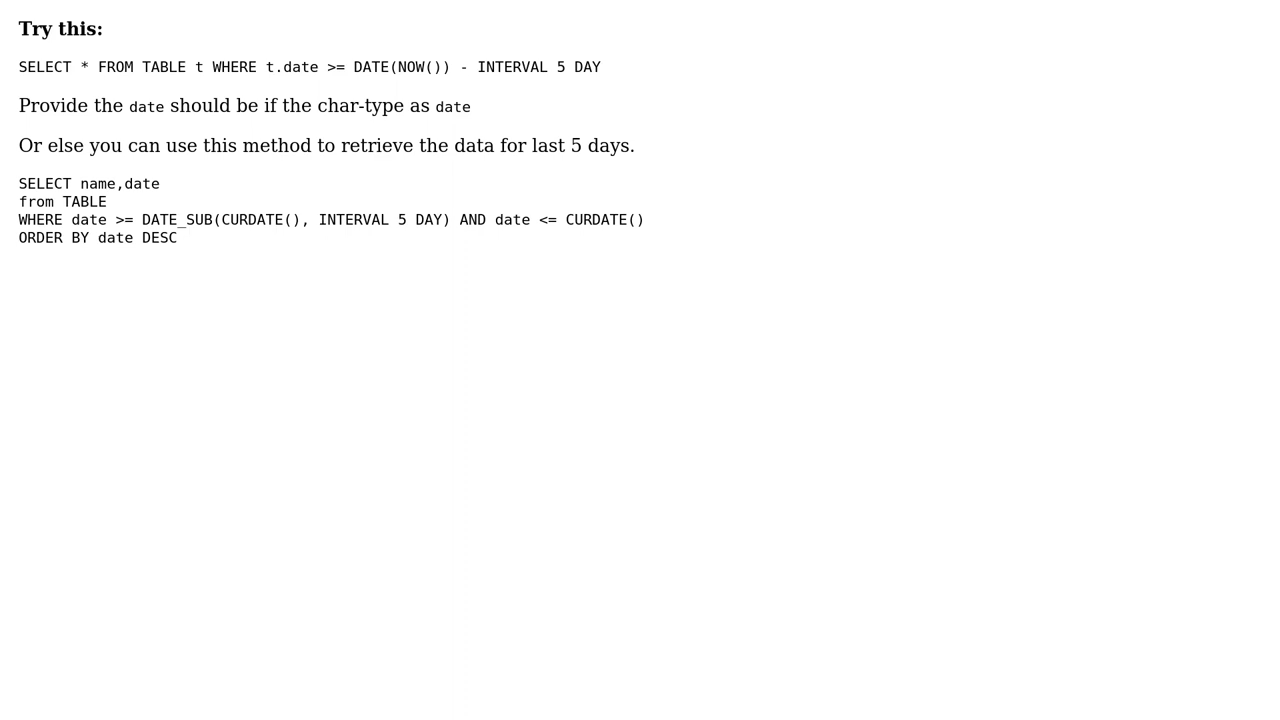 Try this:
SELECT * FROM TABLE t WHERE t.date >= DATE(NOW()) - INTERVAL 5 DAY
Provide the date should be if the char-type as date
Or else you can use this method to retrieve the data for last 5 days.
SELECT name,date
from TABLE
WHERE date >= DATE_SUB(CURDATE(), INTERVAL 5 DAY) AND date <= CURDATE()
ORDER BY date DESC